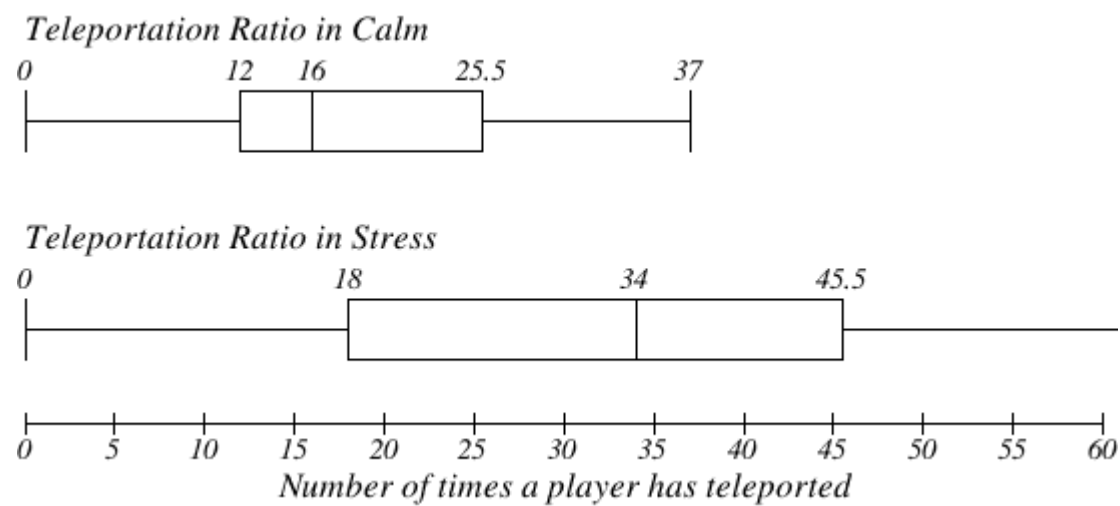 Teleportation Ratio in Calm
0 12 16 25.5 37
Teleportation Ratio in Stress
0 18 34 45.5
0 5 10 15 20 25 30 35 40 45 50 55 60
Number of times a player has teleported